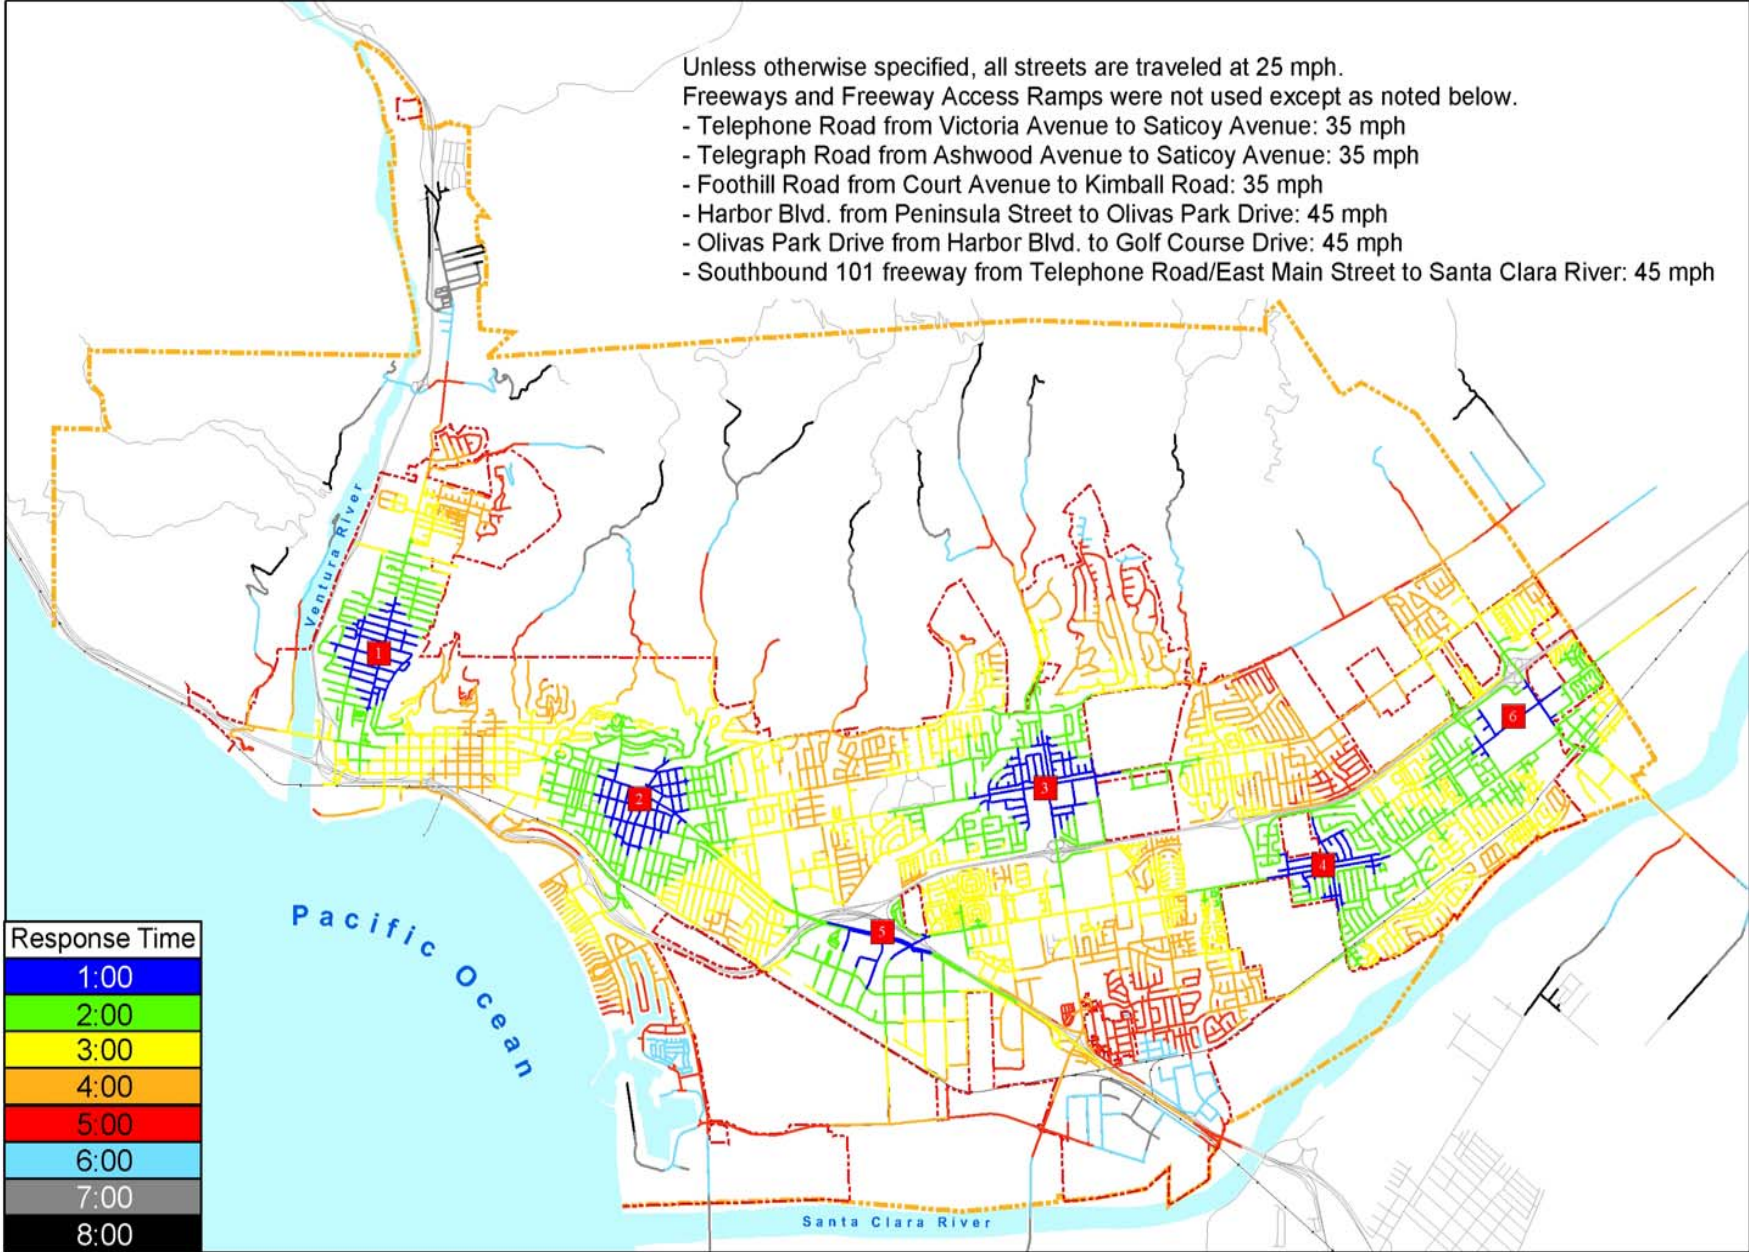 Unless otherwise specified, all streets are traveled at 25 mph.
Freeways and Freeway Access Ramps were not used except as noted below.
- Telephone Road from Victoria Avenue to Saticoy Avenue: 35 mph
- Telegraph Road from Ashwood Avenue to Saticoy Avenue: 35 mph
- Foothill Road from Court Avenue to Kimball Road: 35 mph
- Harbor Blvd. from Peninsula Street to Olivas Park Drive: 45 mph
- Olivas Park Drive from Harbor Blvd. to Golf Course Drive: 45 mph
- Southbound 101 freeway from Telephone Road/East Main Street to Santa Clara River: 45 mph
Ventura River
1
2
3
4
5
6
Pacific Ocean
Santa Clara River
Response Time
1:00
2:00
3:00
4:00
5:00
6:00
7:00
8:00